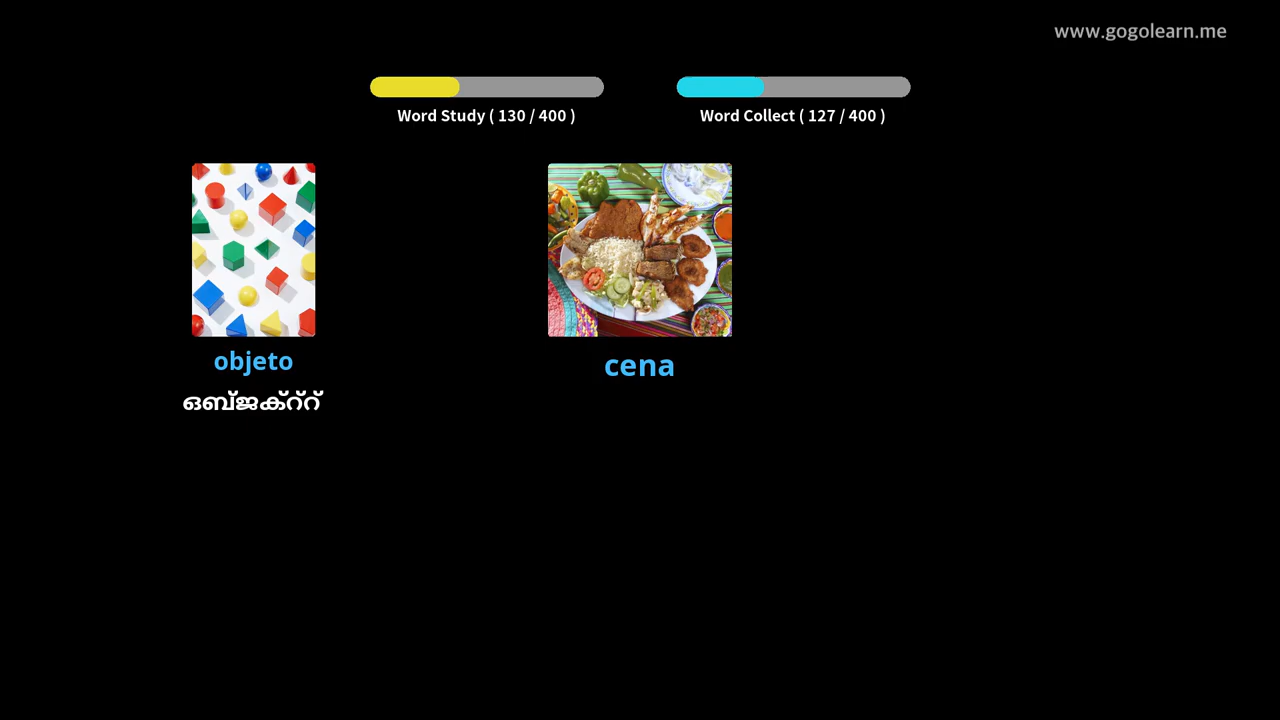 www.gogolearn.me
Word Study ( 130 / 400 )
Word Collect ( 127 / 400 )
objeto
ഒബ്ജക്റ്റ്
cena